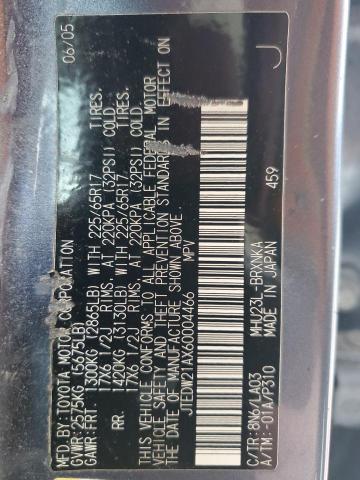 MFD.BY:TOYOTA MOTOR CORPORATION 06/05
GVWR:2575KG (5675LB)
GAWR:FRT. 1300KG (2865LB) WITH 225/65R17 TIRES.
17X6 1/2J RIMS. AT 220KPA (32PSI) COLD.
RR. 1420KG (3130LB) WITH 225/65R17 TIRES.
17X6 1/2J RIMS. AT 220KPA (32PSI) COLD.
THIS VEHICLE CONFORMS TO ALL APPLICABLE FEDERAL MOTOR
VEHICLE SAFETY AND THEFT PREVENTION STANDARDS IN EFFECT ON
THE DATE OF MANUFACTURE SHOWN ABOVE.
JTEDW21AX60004466 MPV
C/TR:8N6/LA03 MHU23L-BRXNKA 459 J
A/TM:-01A/P310 MADE IN JAPAN